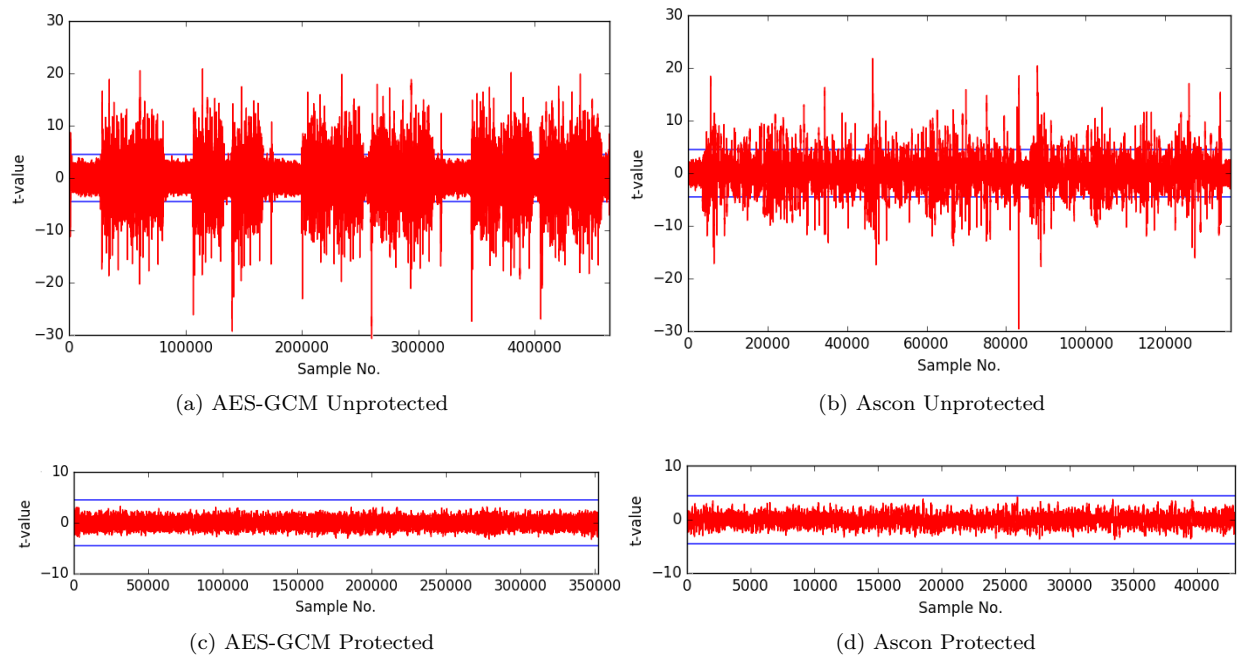 30
20
10
0
−10
−20
−30
t-value
0 100000 200000 300000 400000
Sample No.
(a) AES-GCM Unprotected
30
20
10
0
−10
−20
−30
t-value
0 20000 40000 60000 80000 100000 120000
Sample No.
(b) Ascon Unprotected
10
0
−10
t-value
0 50000 100000 150000 200000 250000 300000 350000
Sample No.
(c) AES-GCM Protected
10
0
−10
t-value
0 5000 10000 15000 20000 25000 30000 35000 40000
Sample No.
(d) Ascon Protected